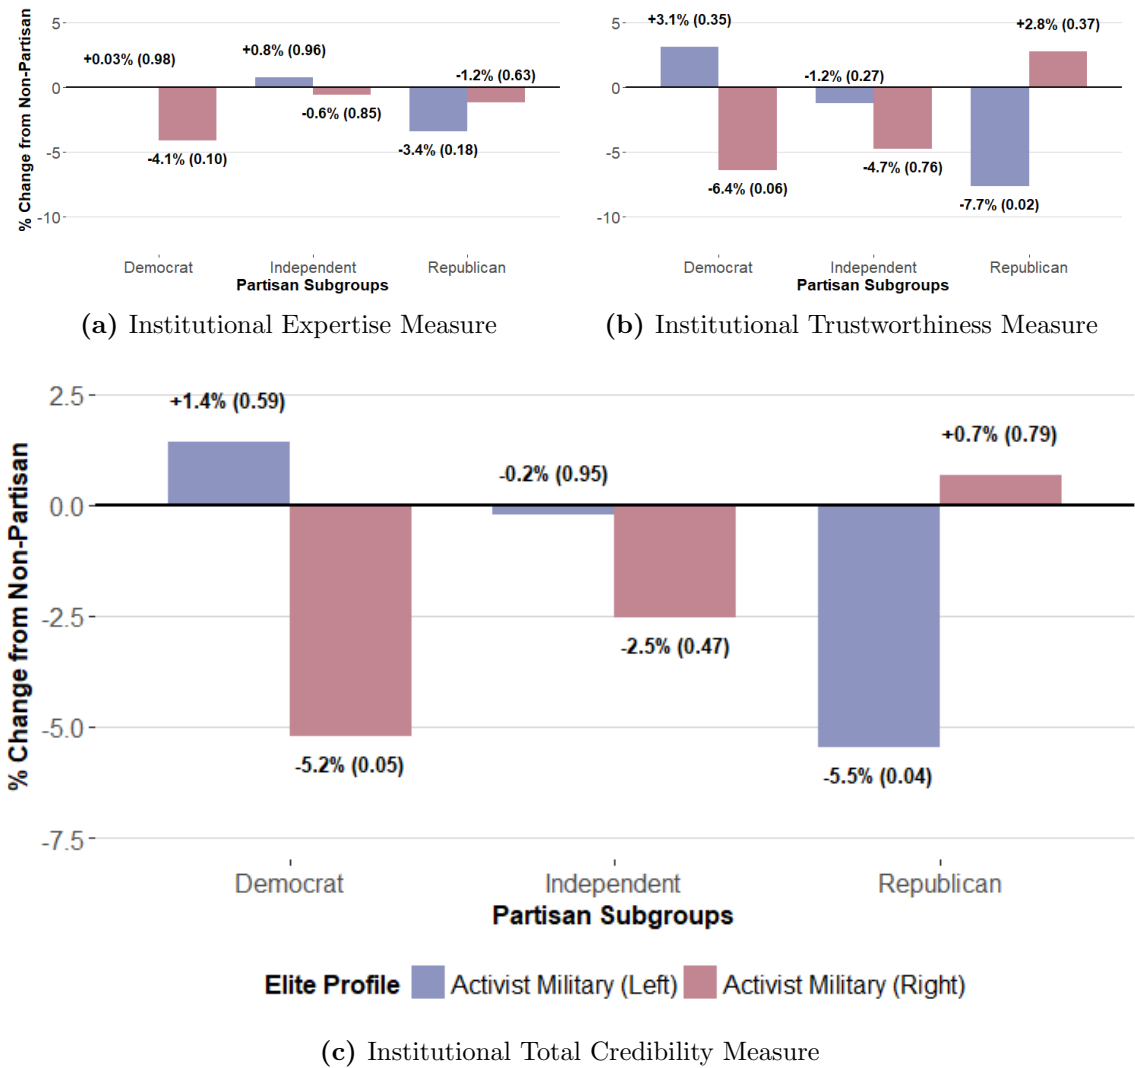 % Change from Non-Partisan
5
0
-5
-10
+0.03% (0.98)
-4.1% (0.10)
+0.8% (0.96)
-0.6% (0.85)
-3.4% (0.18)
-1.2% (0.63)
Democrat Independent Republican
Partisan Subgroups
(a) Institutional Expertise Measure
5
0
-5
-10
+3.1% (0.35)
-6.4% (0.06)
-1.2% (0.27)
-4.7% (0.76)
-7.7% (0.02)
+2.8% (0.37)
Democrat Independent Republican
Partisan Subgroups
(b) Institutional Trustworthiness Measure
% Change from Non-Partisan
2.5
0.0
-2.5
-5.0
-7.5
+1.4% (0.59)
-5.2% (0.05)
-0.2% (0.95)
-2.5% (0.47)
-5.5% (0.04)
+0.7% (0.79)
Democrat Independent Republican
Partisan Subgroups
Elite Profile Activist Military (Left) Activist Military (Right)
(c) Institutional Total Credibility Measure